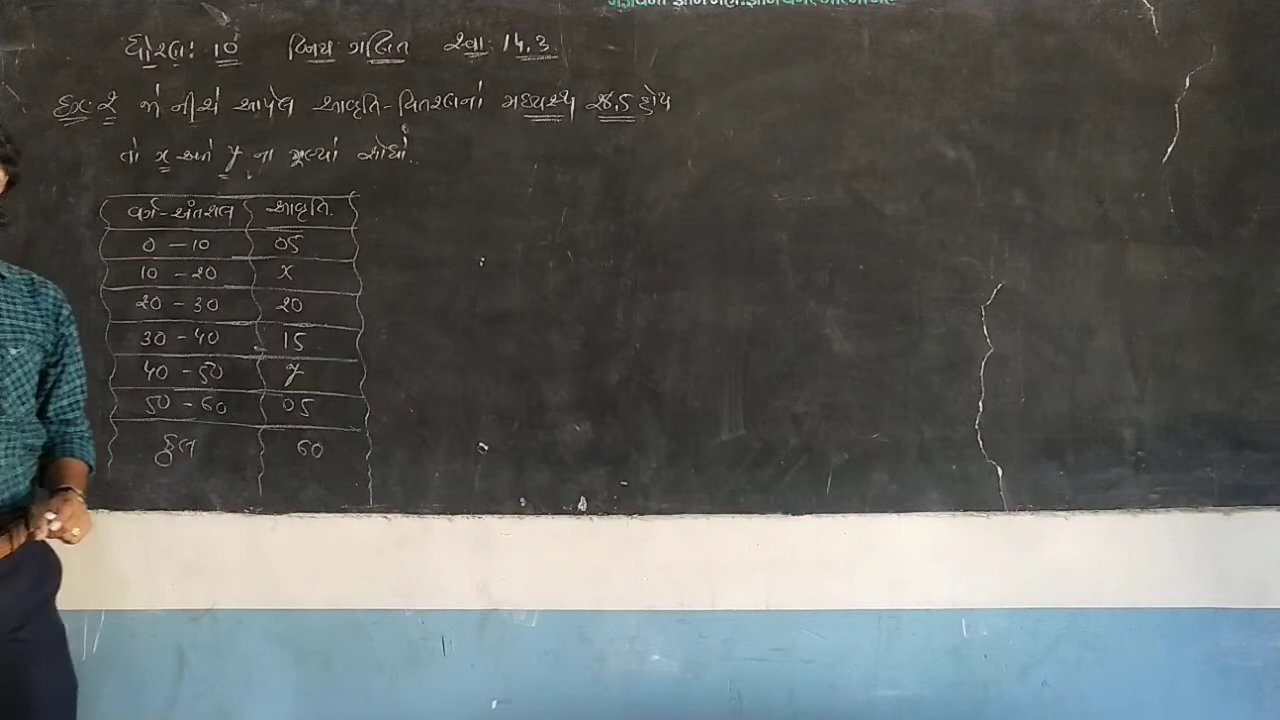 ધોરણ: 10 વિષય: ગણિત સ્વા. 14.3
Ex: 2 જો નીચે આપેલ આવૃતિ-વિતરણનો મધ્યસ્થ 28.5 હોય
તો x અને y ના મૂલ્યો શોધો.
વર્ગ-અંતરાલ આવૃતિ.
0 - 10 05
10 - 20 x
20 - 30 20
30 - 40 15
40 - 50 y
50 - 60 05
કુલ 60